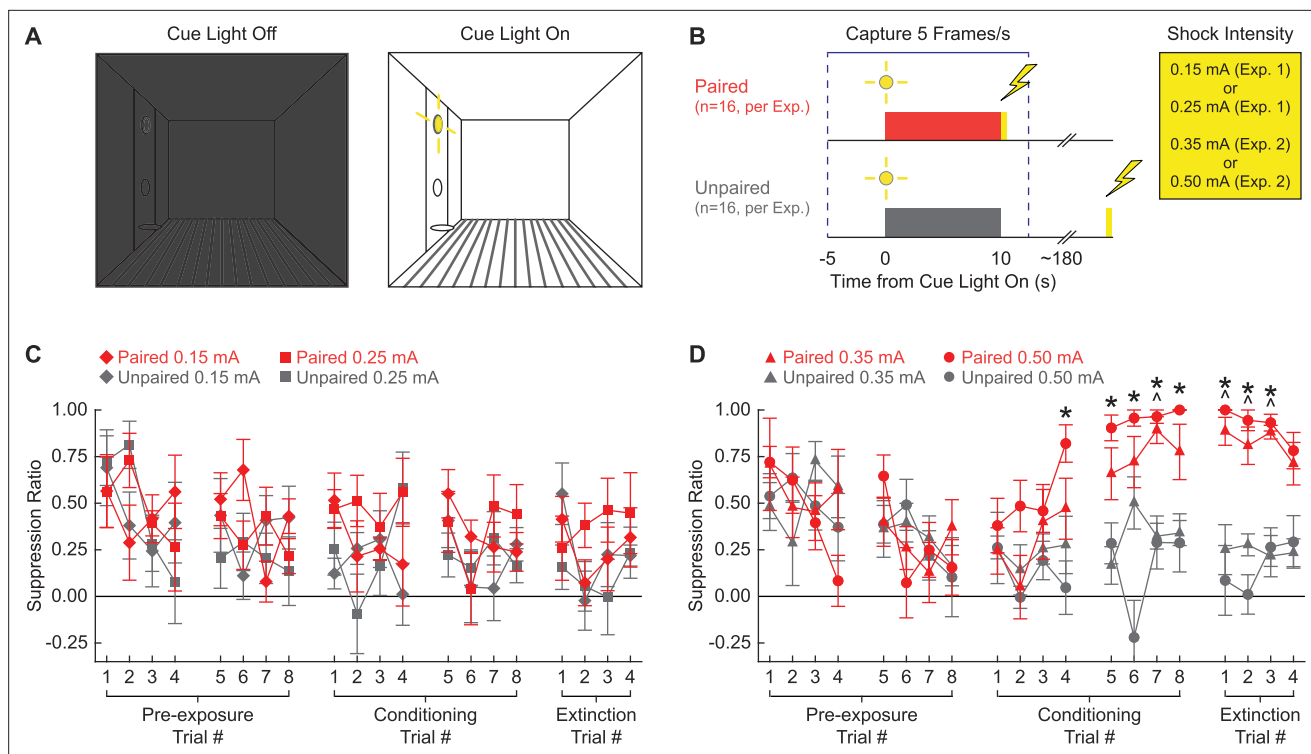 A
Cue Light Off
Cue Light On
B
Capture 5 Frames/s
Shock Intensity
Paired
(n=16, per Exp.)
Unpaired
(n=16, per Exp.)
0.15 mA (Exp. 1)
or
0.25 mA (Exp. 1)
0.35 mA (Exp. 2)
or
0.50 mA (Exp. 2)
-5 0 10 ~180
Time from Cue Light On (s)
C
Paired 0.15 mA Paired 0.25 mA
Unpaired 0.15 mA Unpaired 0.25 mA
Suppression Ratio
1.00
0.75
0.50
0.25
0.00
-0.25
1 2 3 4 5 6 7 8 1 2 3 4 5 6 7 8 1 2 3 4
Pre-exposure
Trial #
Conditioning
Trial #
Extinction
Trial #
D
Paired 0.35 mA Paired 0.50 mA
Unpaired 0.35 mA Unpaired 0.50 mA
* * * * * * * *
^ ^ ^ ^
Suppression Ratio
1.00
0.75
0.50
0.25
0.00
-0.25
1 2 3 4 5 6 7 8 1 2 3 4 5 6 7 8 1 2 3 4
Pre-exposure
Trial #
Conditioning
Trial #
Extinction
Trial #